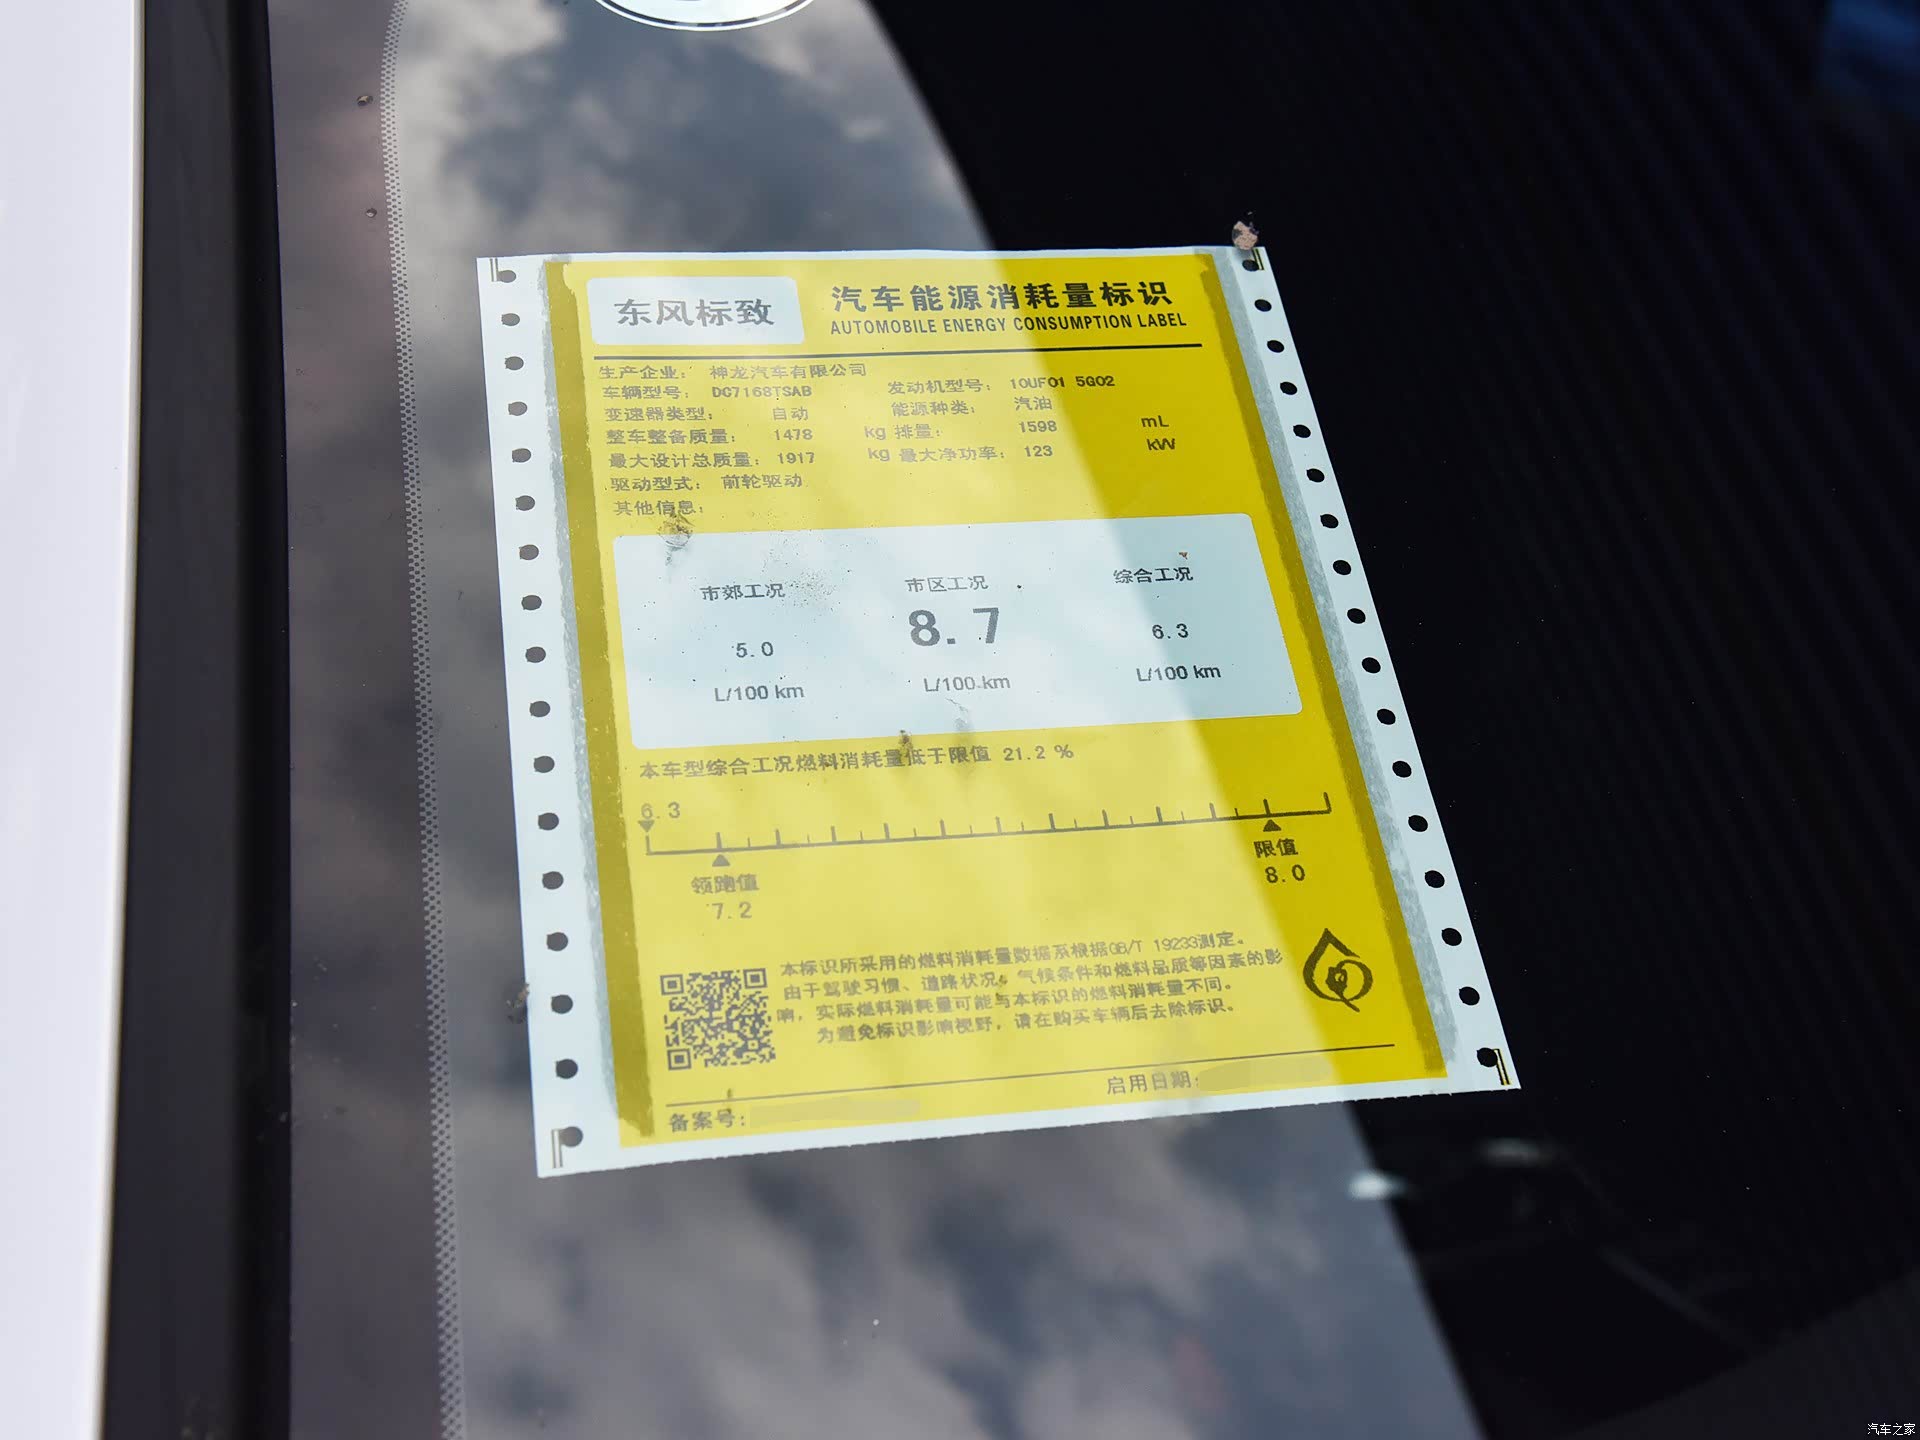 东风标致
汽车能源消耗量标识
AUTOMOBILE ENERGY CONSUMPTION LABEL
生产企业: 神龙汽车有限公司
车辆型号: DC7168TSAB 发动机型号: 10UF01 5G02
变速器类型: 自动 能源种类: 汽油
整车整备质量: 1478 kg 排量: 1598 mL
最大设计总质量: 1917 kg 最大净功率: 123 kW
驱动型式: 前轮驱动
其他信息:
市郊工况 市区工况 综合工况
5.0 8.7 6.3
L/100 km L/100 km L/100 km
本车型综合工况燃料消耗量低于限值 21.2 %
6.3
领跑值 限值
7.2 8.0
本标识所采用的燃料消耗量数据系根据GB/T 19233测定。
由于驾驶习惯、道路状况、气候条件和燃料品质等因素的影
响，实际燃料消耗量可能与本标识的燃料消耗量不同。
为避免标识影响视野，请在购买车辆后去除标识。
备案号: 启用日期:
汽车之家